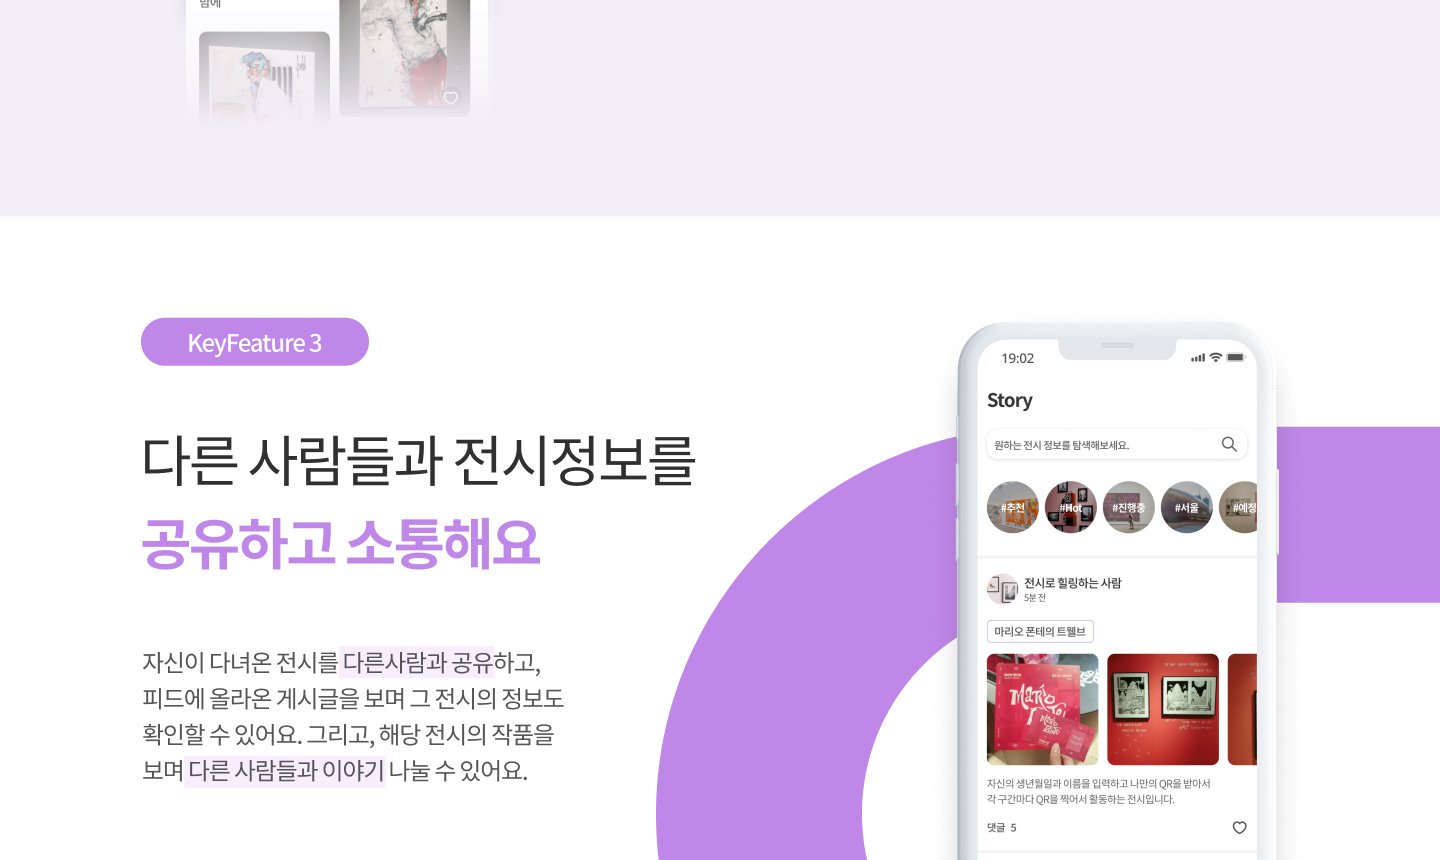 밤에
KeyFeature 3
다른 사람들과 전시정보를
공유하고 소통해요
자신이 다녀온 전시를 다른사람과 공유하고,
피드에 올라온 게시글을 보며 그 전시의 정보도
확인할 수 있어요. 그리고, 해당 전시의 작품을
보며 다른 사람들과 이야기 나눌 수 있어요.
19:02
Story
원하는 전시 정보를 탐색해보세요.
#추천 #Hot #진행중 #서울 #예정
전시로 힐링하는 사람
5분 전
마리오 폰테의 트웰브
자신의 생년월일과 이름을 입력하고 나만의 QR을 받아서
각 구간마다 QR을 찍어서 활동하는 전시입니다.
댓글 5